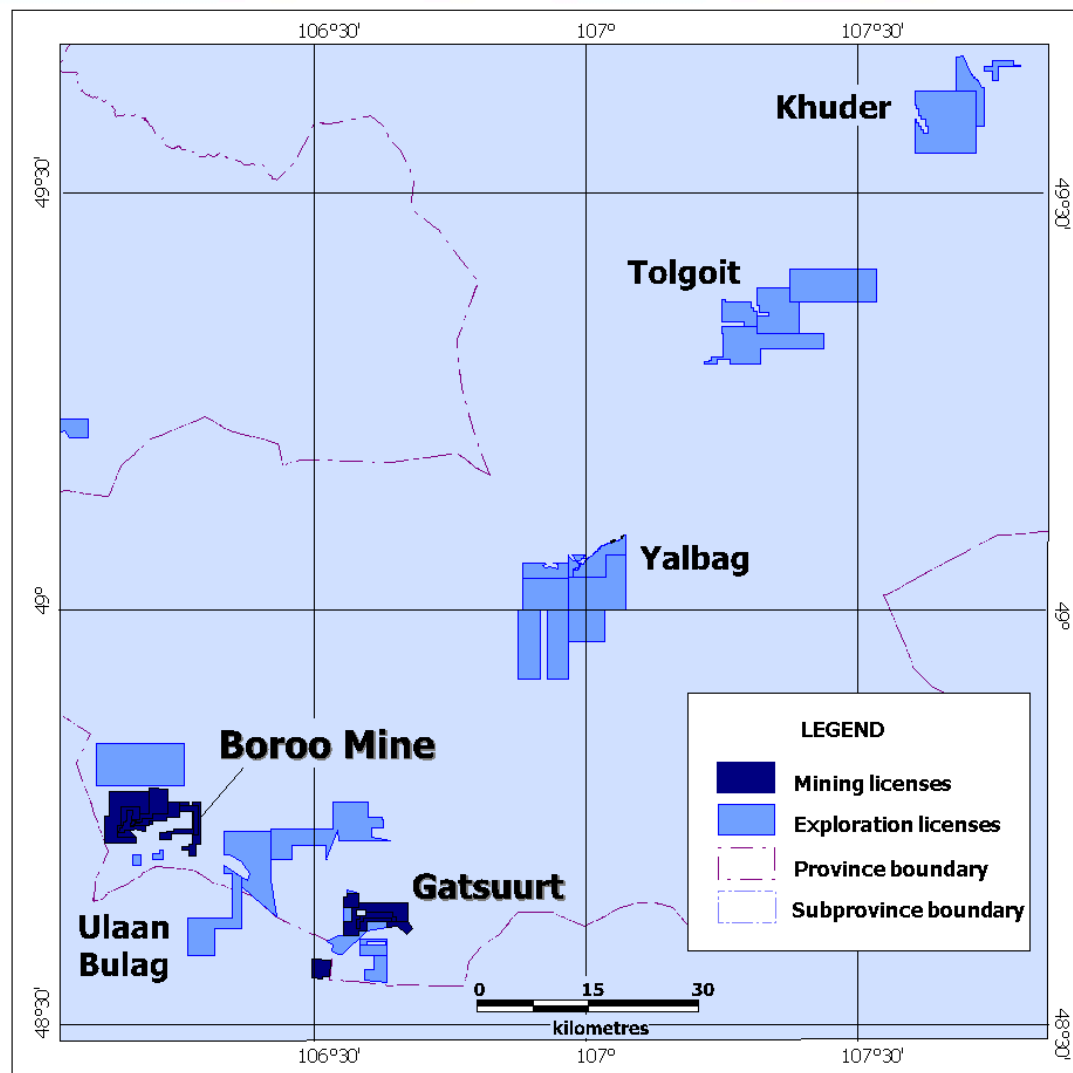 106°30'
107°
107°30'
Khuder
49°30'
49°30'
Tolgoit
Yalbag
49°
49°
LEGEND
Mining licenses
Exploration licenses
Province boundary
Subprovince boundary
Boroo Mine
Gatsuurt
Ulaan
Bulag
0 15 30
kilometres
48°30'
48°30'
106°30'
107°
107°30'